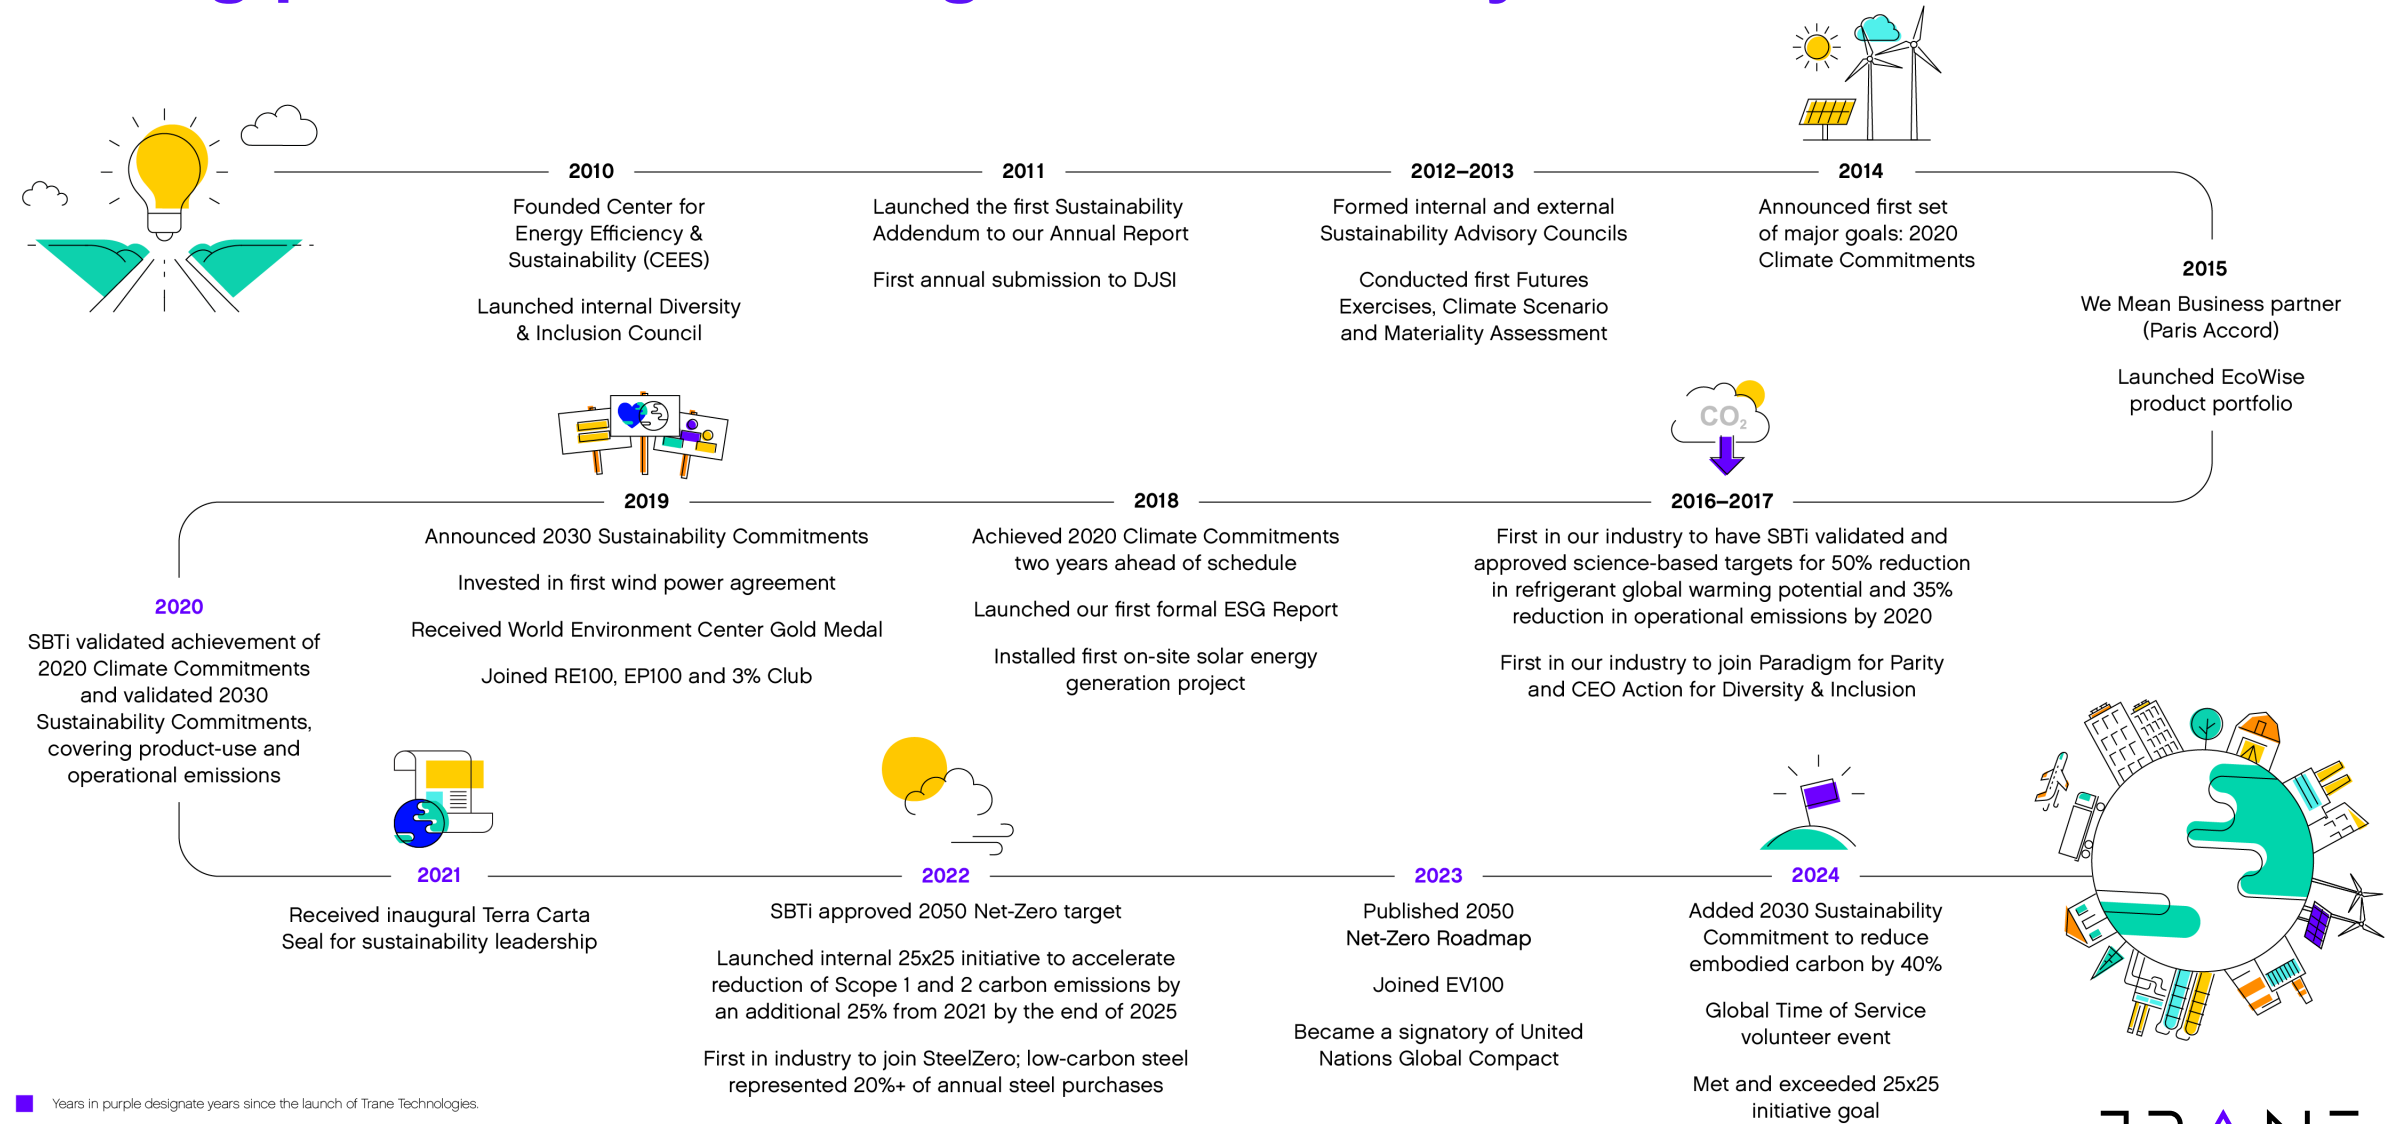 2010
Founded Center for
Energy Efficiency &
Sustainability (CEES)
Launched internal Diversity
& Inclusion Council
2011
Launched the first Sustainability
Addendum to our Annual Report
First annual submission to DJSI
2012–2013
Formed internal and external
Sustainability Advisory Councils
Conducted first Futures
Exercises, Climate Scenario
and Materiality Assessment
2014
Announced first set
of major goals: 2020
Climate Commitments
2015
We Mean Business partner
(Paris Accord)
Launched EcoWise
product portfolio
CO₂
2016–2017
First in our industry to have SBTi validated and
approved science-based targets for 50% reduction
in refrigerant global warming potential and 35%
reduction in operational emissions by 2020
First in our industry to join Paradigm for Parity
and CEO Action for Diversity & Inclusion
2018
Achieved 2020 Climate Commitments
two years ahead of schedule
Launched our first formal ESG Report
Installed first on-site solar energy
generation project
2019
Announced 2030 Sustainability Commitments
Invested in first wind power agreement
Received World Environment Center Gold Medal
Joined RE100, EP100 and 3% Club
2020
SBTi validated achievement of
2020 Climate Commitments
and validated 2030
Sustainability Commitments,
covering product-use and
operational emissions
2021
Received inaugural Terra Carta
Seal for sustainability leadership
2022
SBTi approved 2050 Net-Zero target
Launched internal 25x25 initiative to accelerate
reduction of Scope 1 and 2 carbon emissions by
an additional 25% from 2021 by the end of 2025
First in industry to join SteelZero; low-carbon steel
represented 20%+ of annual steel purchases
2023
Published 2050
Net-Zero Roadmap
Joined EV100
Became a signatory of United
Nations Global Compact
2024
Added 2030 Sustainability
Commitment to reduce
embodied carbon by 40%
Global Time of Service
volunteer event
Met and exceeded 25x25
initiative goal
Years in purple designate years since the launch of Trane Technologies.